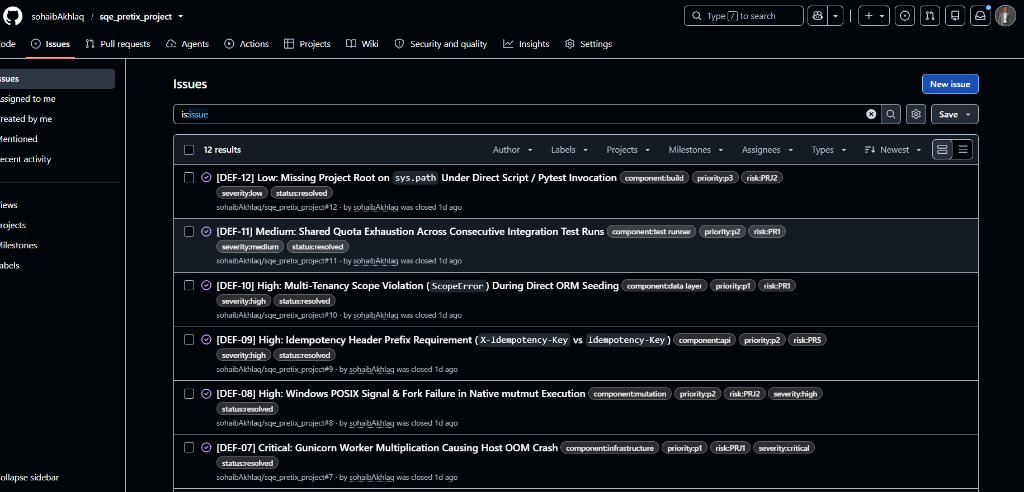 sohaibAkhlaq / sqe_pretix_project
Type / to search
ode Issues Pull requests Agents Actions Projects Wiki Security and quality Insights Settings
ssues
ssigned to me
reated by me
Mentioned
ecent activity
iews
rojects
Milestones
abels
ollapse sidebar
Issues
New issue
is:issue
Save
12 results
Author Labels Projects Milestones Assignees Types Newest
[DEF-12] Low: Missing Project Root on sys.path Under Direct Script / Pytest Invocation component:build priority:p3 risk:PRJ2
severity:low status:resolved
sohaibAkhlaq/sqe_pretix_project#12 · by sohaibAkhlaq was closed 1d ago
[DEF-11] Medium: Shared Quota Exhaustion Across Consecutive Integration Test Runs component:test runner priority:p2 risk:PR1
severity:medium status:resolved
sohaibAkhlaq/sqe_pretix_project#11 · by sohaibAkhlaq was closed 1d ago
[DEF-10] High: Multi-Tenancy Scope Violation (ScopeError) During Direct ORM Seeding component:data layer priority:p1 risk:PR1
severity:high status:resolved
sohaibAkhlaq/sqe_pretix_project#10 · by sohaibAkhlaq was closed 1d ago
[DEF-09] High: Idempotency Header Prefix Requirement (X-Idempotency-Key vs Idempotency-Key) component:api priority:p2 risk:PR5
severity:high status:resolved
sohaibAkhlaq/sqe_pretix_project#9 · by sohaibAkhlaq was closed 1d ago
[DEF-08] High: Windows POSIX Signal & Fork Failure in Native mutmut Execution component:mutation priority:p2 risk:PRJ2 severity:high
status:resolved
sohaibAkhlaq/sqe_pretix_project#8 · by sohaibAkhlaq was closed 1d ago
[DEF-07] Critical: Gunicorn Worker Multiplication Causing Host OOM Crash component:infrastructure priority:p1 risk:PRJ1 severity:critical
status:resolved
sohaibAkhlaq/sqe_pretix_project#7 · by sohaibAkhlaq was closed 1d ago